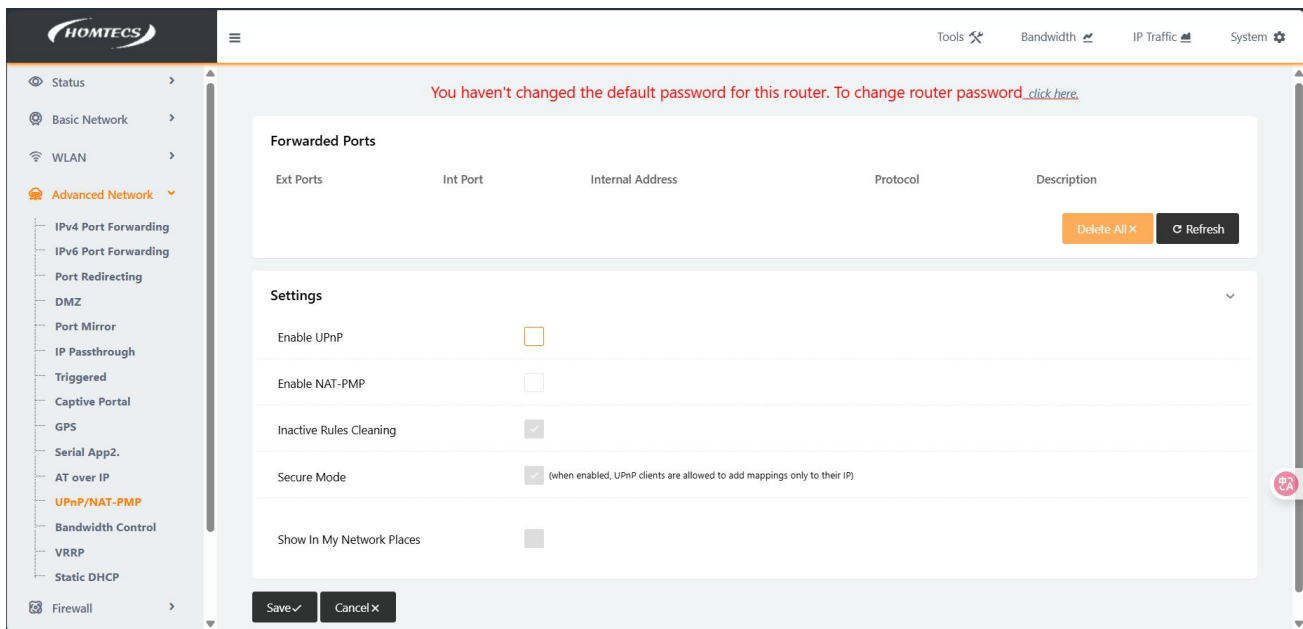 HOMTECS
Tools
Bandwidth
IP Traffic
System
Status
Basic Network
WLAN
Advanced Network
IPv4 Port Forwarding
IPv6 Port Forwarding
Port Redirecting
DMZ
Port Mirror
IP Passthrough
Triggered
Captive Portal
GPS
Serial App2.
AT over IP
UPnP/NAT-PMP
Bandwidth Control
VRRP
Static DHCP
Firewall
You haven't changed the default password for this router. To change router password click here.
Forwarded Ports
Ext Ports Int Port Internal Address Protocol Description
Delete All Refresh
Settings
Enable UPnP
Enable NAT-PMP
Inactive Rules Cleaning
Secure Mode (when enabled, UPnP clients are allowed to add mappings only to their IP)
Show In My Network Places
Save Cancel
中A